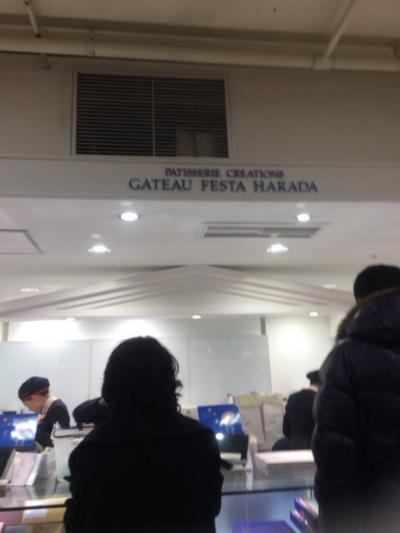 PATISSERIE CREATIONS
GATEAU FESTA HARADA